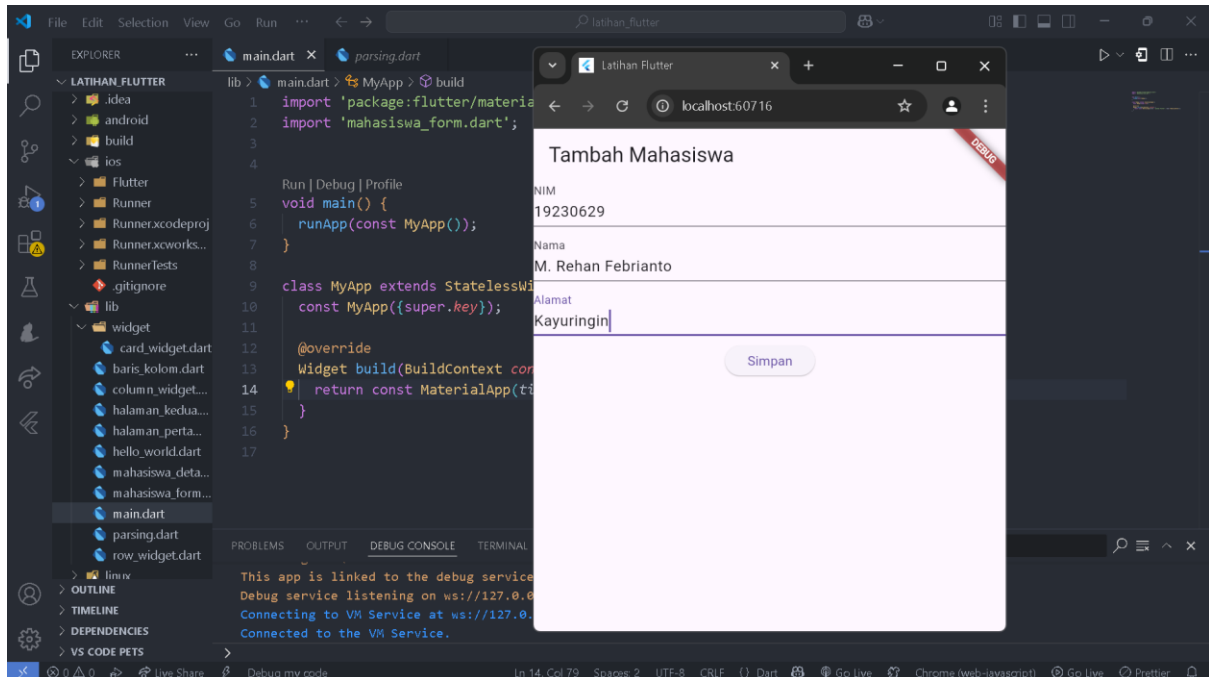 File Edit Selection View Go Run ... latihan_flutter
EXPLORER ...
main.dart
parsing.dart
LATIHAN_FLUTTER
.idea
android
build
ios
Flutter
Runner
Runner.xcodeproj
Runner.xcworks...
RunnerTests
.gitignore
lib
widget
card_widget.dart
baris_kolom.dart
column_widget....
halaman_kedua....
halaman_perta...
hello_world.dart
mahasiswa_deta...
mahasiswa_form...
main.dart
parsing.dart
row_widget.dart
linux
OUTLINE
TIMELINE
DEPENDENCIES
VS CODE PETS
lib > main.dart > MyApp > build
1 import 'package:flutter/materia
2 import 'mahasiswa_form.dart';
3
4
Run | Debug | Profile
5 void main() {
6 runApp(const MyApp());
7 }
8
9 class MyApp extends StatelessWi
10 const MyApp({super.key});
11
12 @override
13 Widget build(BuildContext con
14 return const MaterialApp(ti
15 }
16 }
17
PROBLEMS OUTPUT DEBUG CONSOLE TERMINAL
This app is linked to the debug service
Debug service listening on ws://127.0.0
Connecting to VM Service at ws://127.0.
Connected to the VM Service.
>
Latihan Flutter
localhost:60716
DEBUG
Tambah Mahasiswa
NIM
19230629
Nama
M. Rehan Febrianto
Alamat
Kayuringin
Simpan
0 0 0 Live Share Debug my code Ln 14, Col 79 Spaces: 2 UTF-8 CRLF {} Dart Go Live Chrome (web-javascript) Go Live Prettier